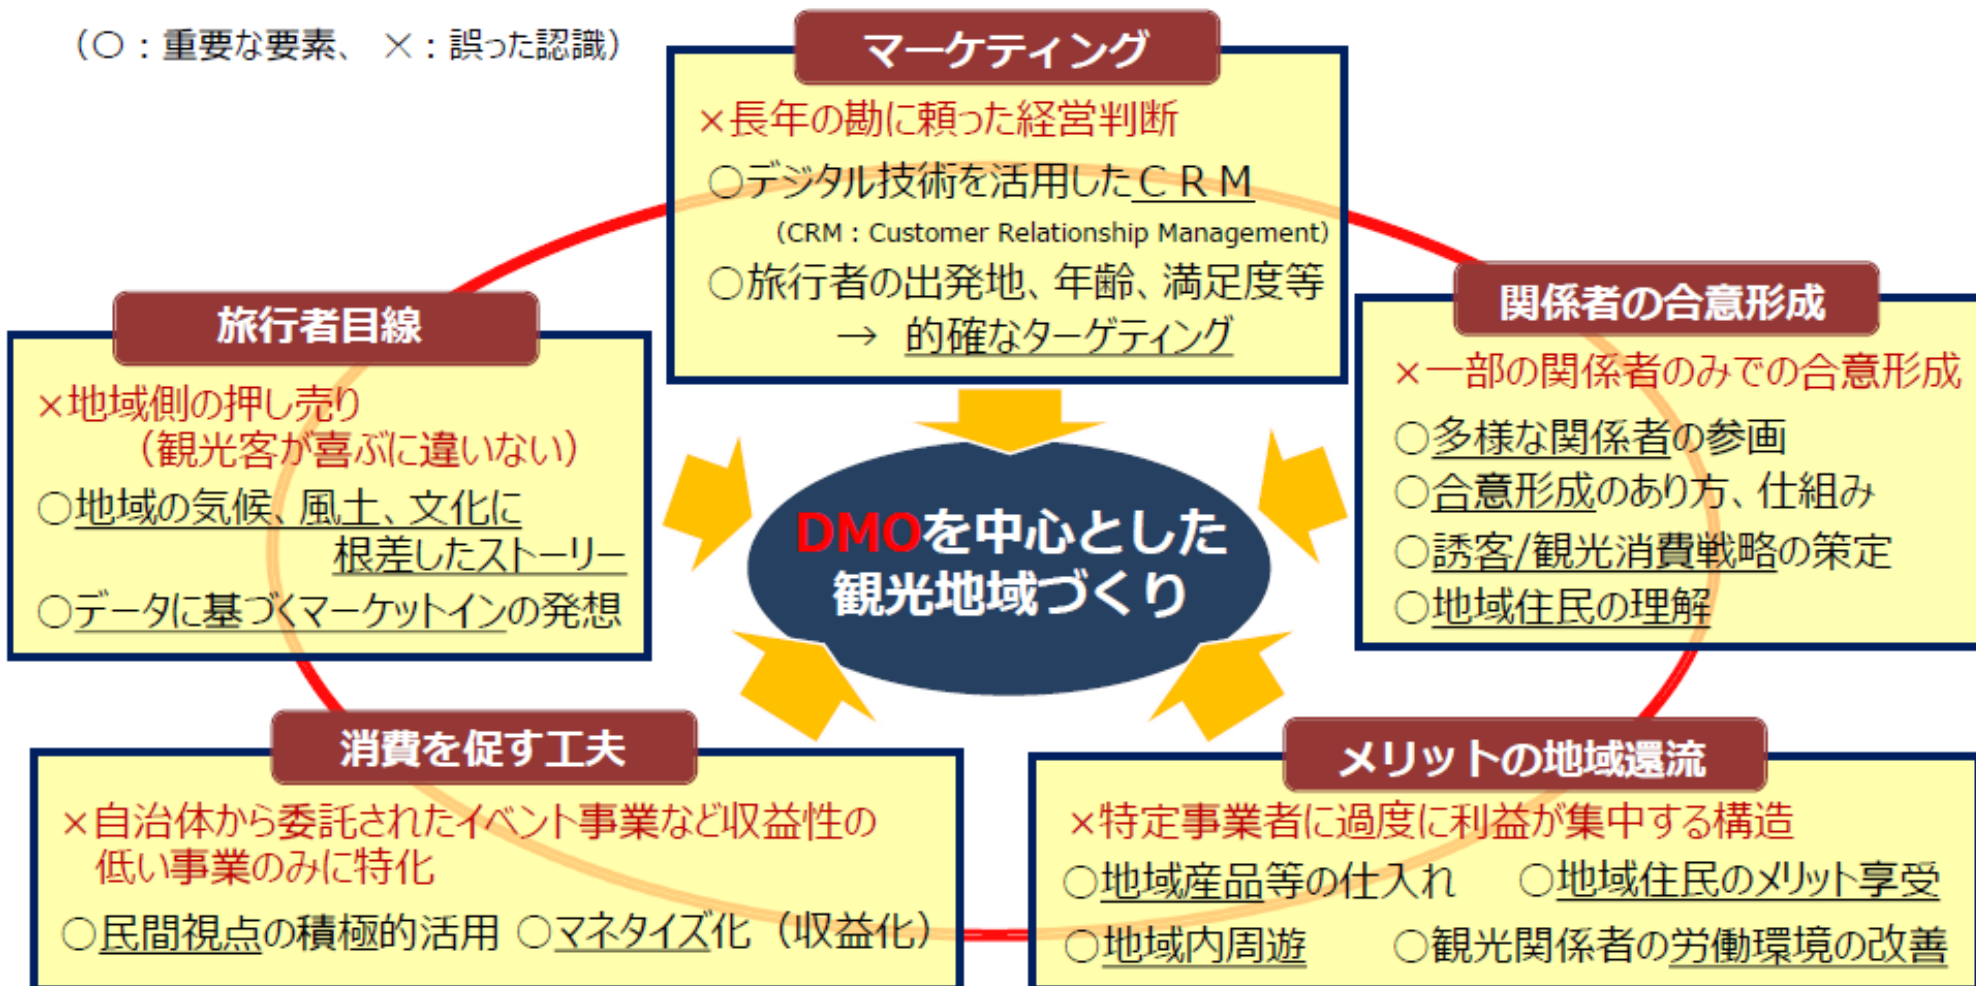 （○：重要な要素、 ×：誤った認識）
マーケティング
×長年の勘に頼った経営判断
○デジタル技術を活用したＣＲＭ
（CRM：Customer Relationship Management）
○旅行者の出発地、年齢、満足度等
→ 的確なターゲティング
旅行者目線
×地域側の押し売り
（観光客が喜ぶに違いない）
○地域の気候、風土、文化に
根差したストーリー
○データに基づくマーケットインの発想
関係者の合意形成
×一部の関係者のみでの合意形成
○多様な関係者の参画
○合意形成のあり方、仕組み
○誘客/観光消費戦略の策定
○地域住民の理解
DMOを中心とした
観光地域づくり
消費を促す工夫
×自治体から委託されたイベント事業など収益性の
低い事業のみに特化
○民間視点の積極的活用 ○マネタイズ化（収益化）
メリットの地域還流
×特定事業者に過度に利益が集中する構造
○地域産品等の仕入れ ○地域住民のメリット享受
○地域内周遊 ○観光関係者の労働環境の改善